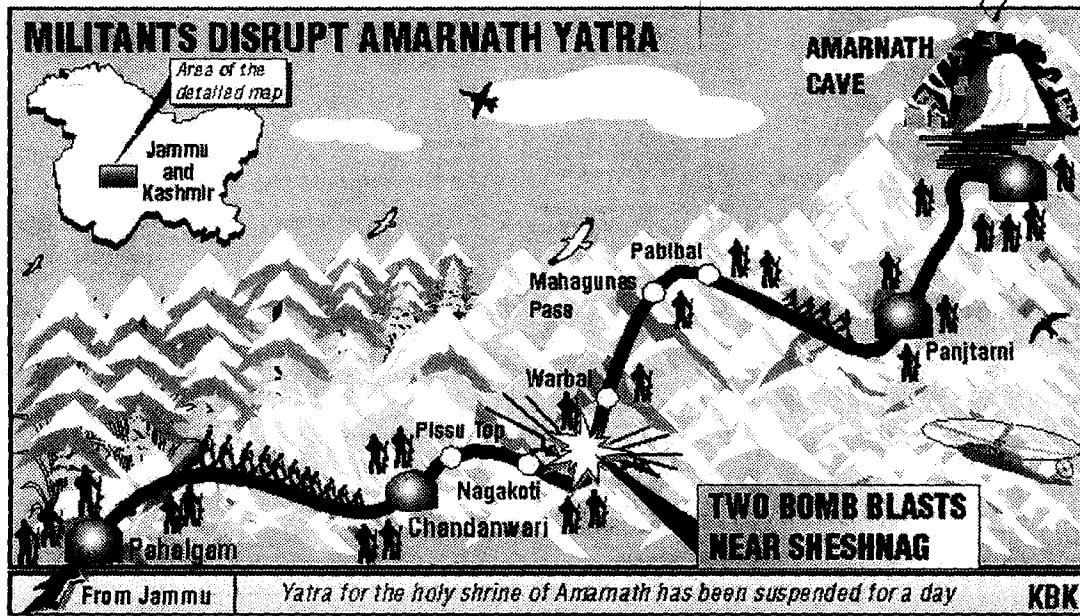 MILITANTS DISRUPT AMARNATH YATRA
Area of the
detailed map
Jammu
and
Kashmir
AMARNATH
CAVE
Pabibal
Mahagunas
Pass
Panjtarni
Warbal
Pissu Top
Nagakoti
Chandanwari
Pahalgam
TWO BOMB BLASTS
NEAR SHESHNAG
From Jammu
Yatra for the holy shrine of Amarnath has been suspended for a day
KBK